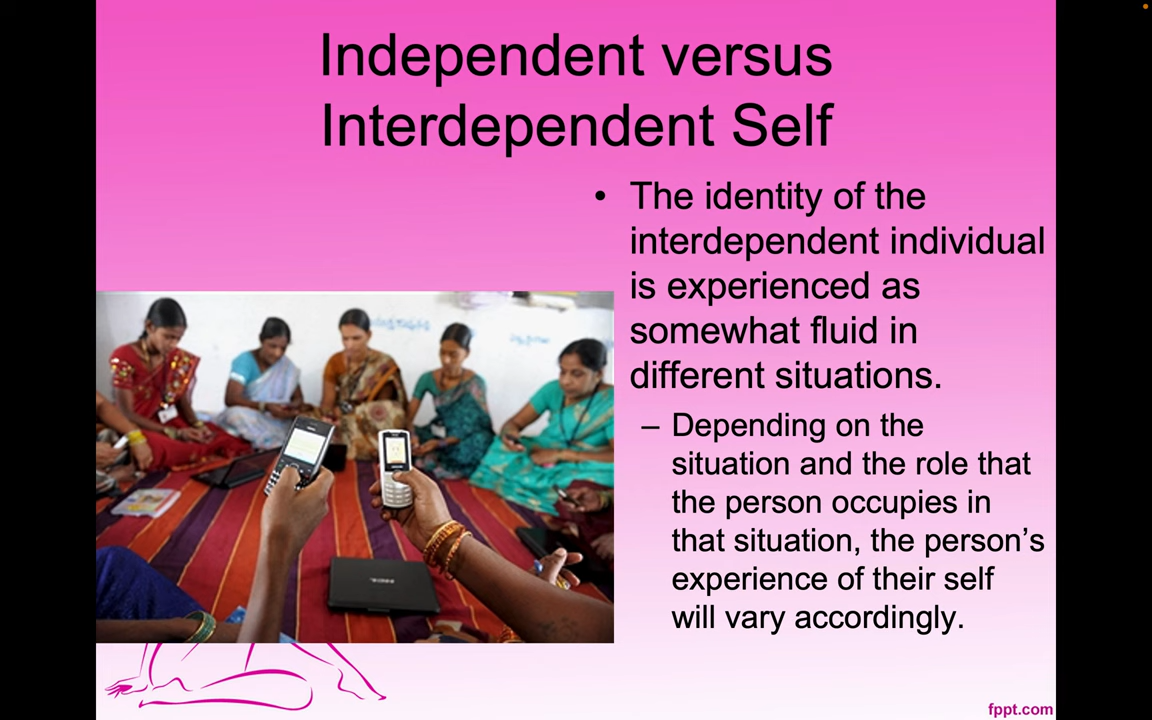 Independent versus
Interdependent Self
• The identity of the
interdependent individual
is experienced as
somewhat fluid in
different situations.
– Depending on the
situation and the role that
the person occupies in
that situation, the person’s
experience of their self
will vary accordingly.
fppt.com